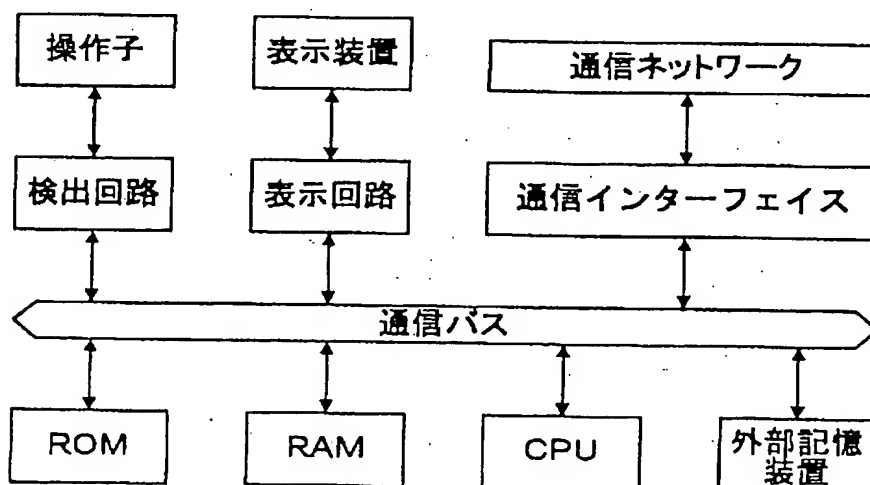 操作子
表示装置
通信ネットワーク
検出回路
表示回路
通信インターフェイス
通信バス
ROM
RAM
CPU
外部記憶
装置